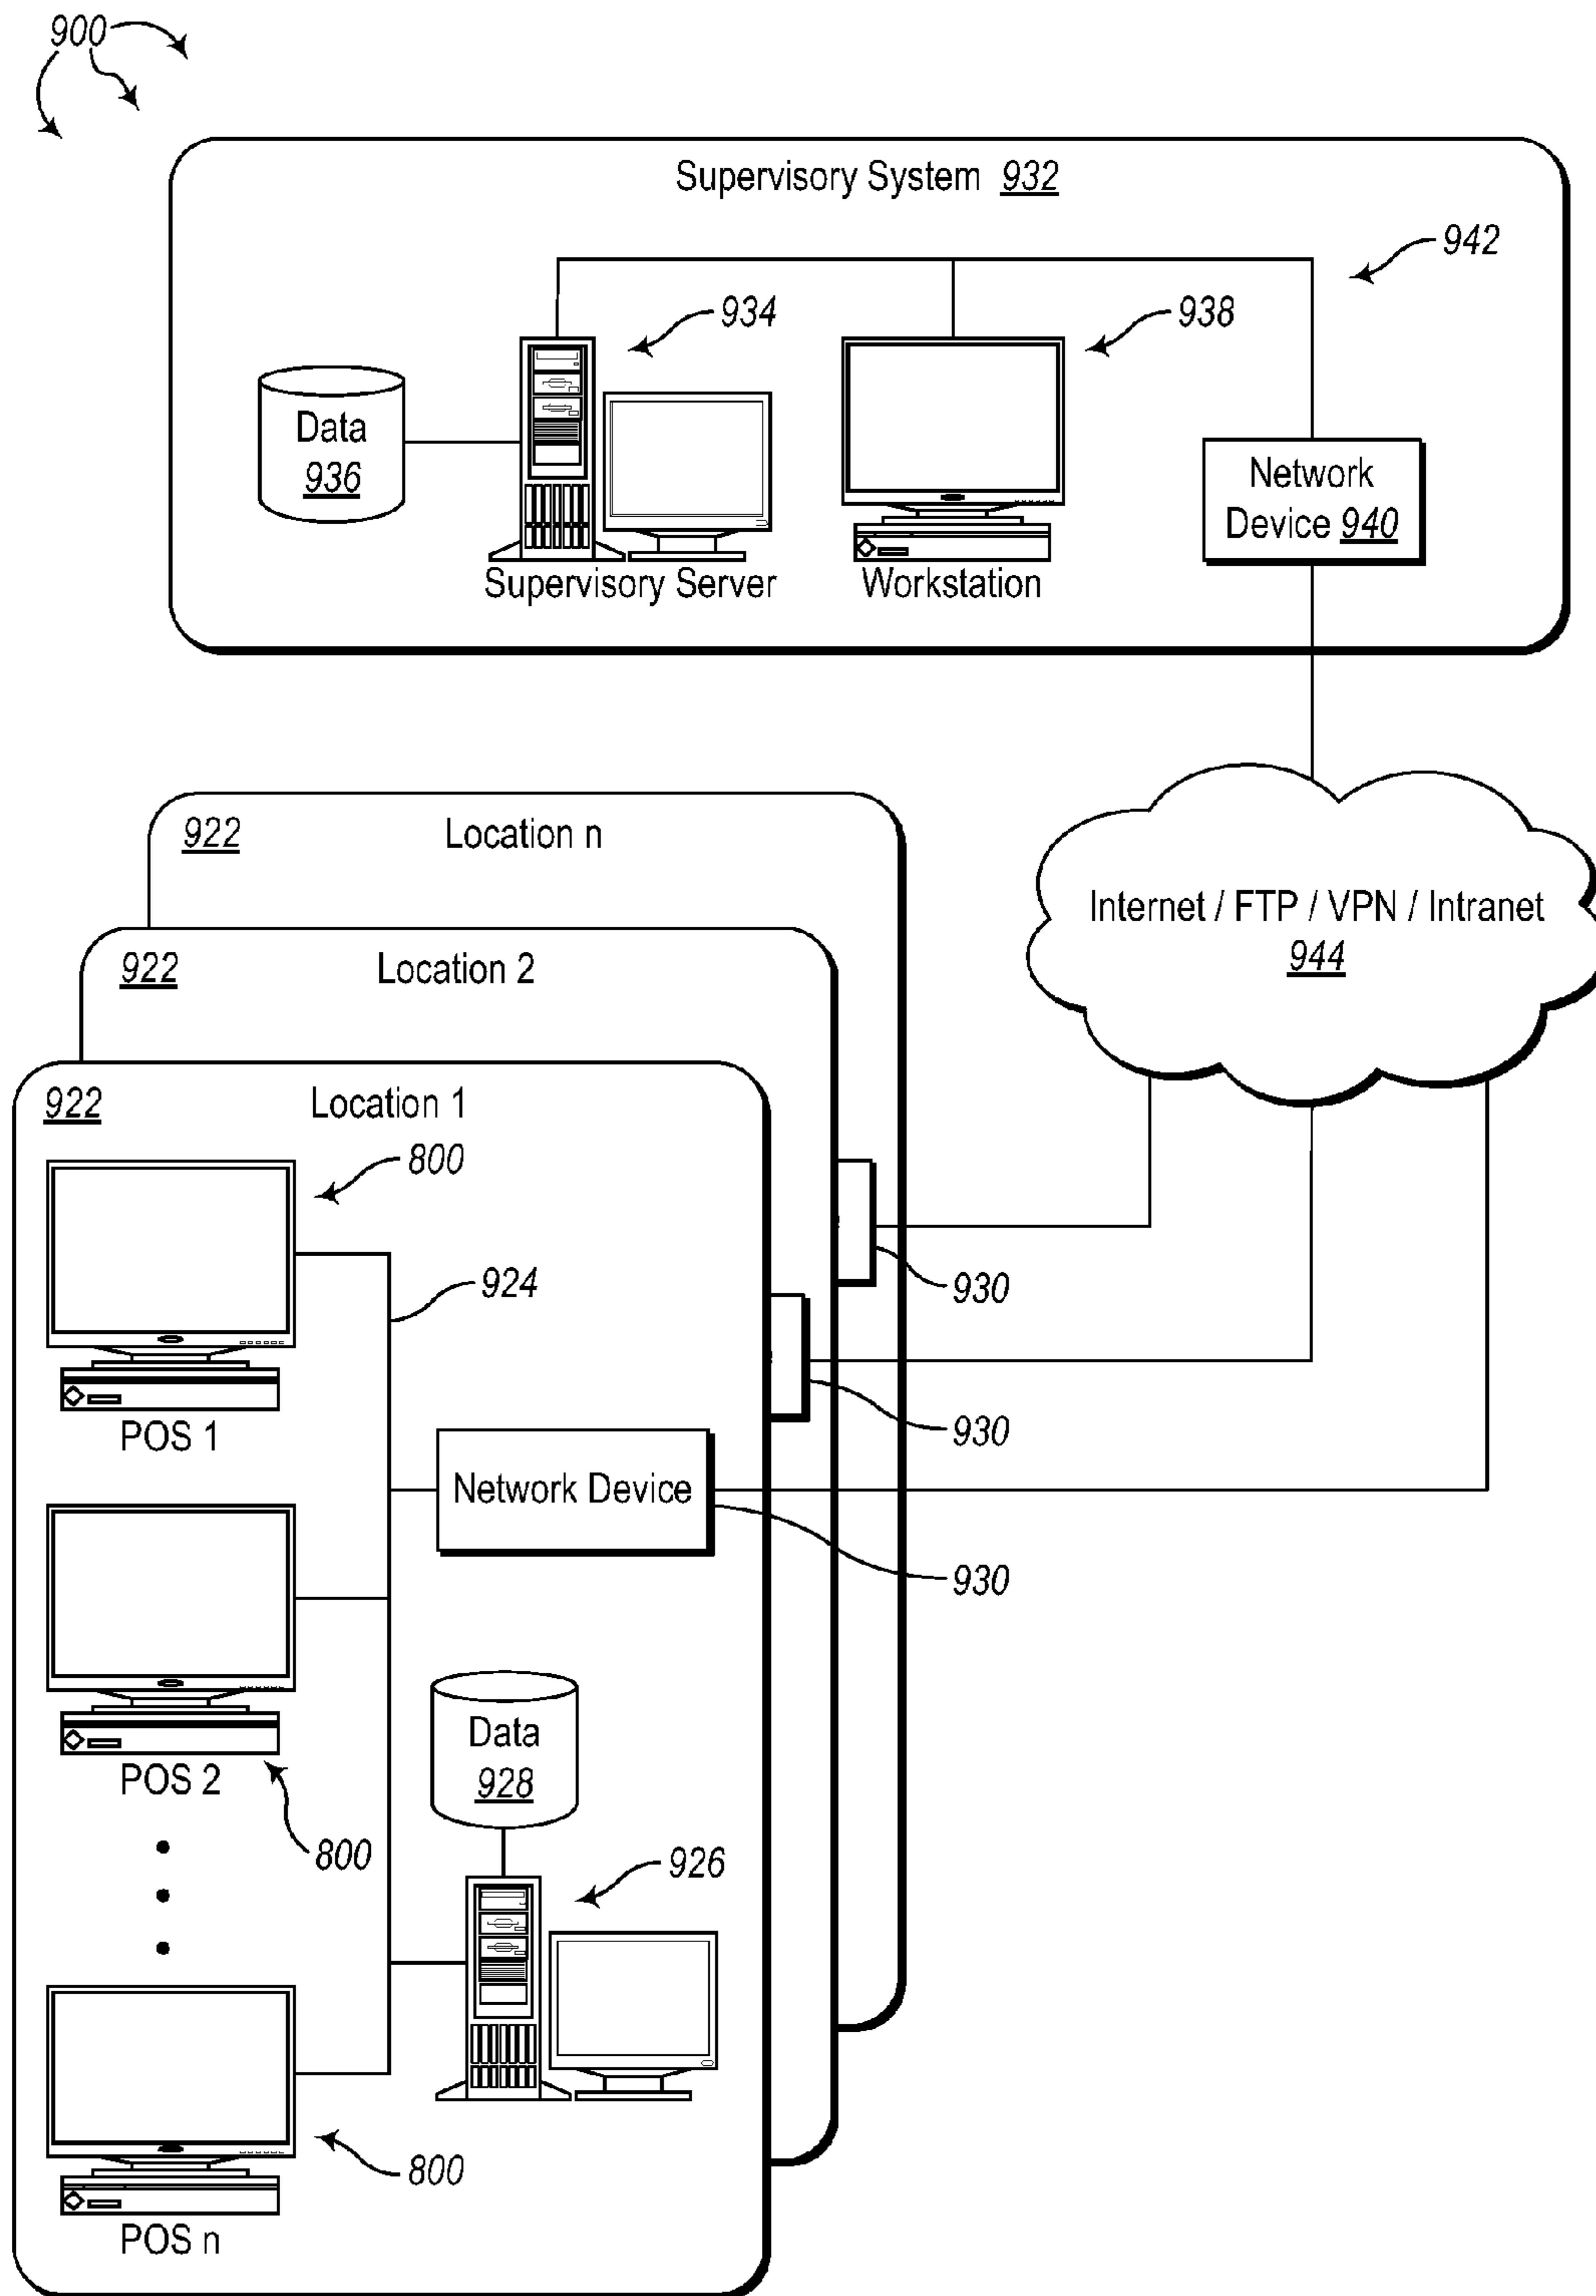 900
Supervisory System 932
942
934
938
Data
936
Network
Device 940
Supervisory Server
Workstation
922
Location n
Internet / FTP / VPN / Intranet
944
922
Location 2
922
Location 1
800
924
930
POS 1
930
Network Device
930
Data
928
POS 2
800
926
800
POS n